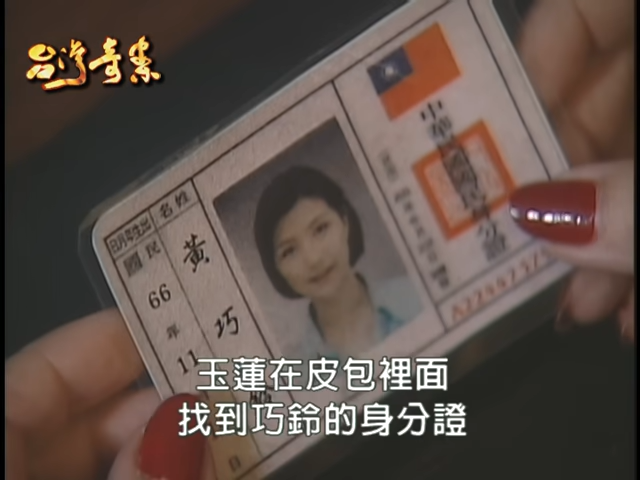 台灣奇案
中華民國國民身分證
姓名
黃巧鈴
出生年月日
民國
66
年
11
日
玉蓮在皮包裡面
找到巧鈴的身分證